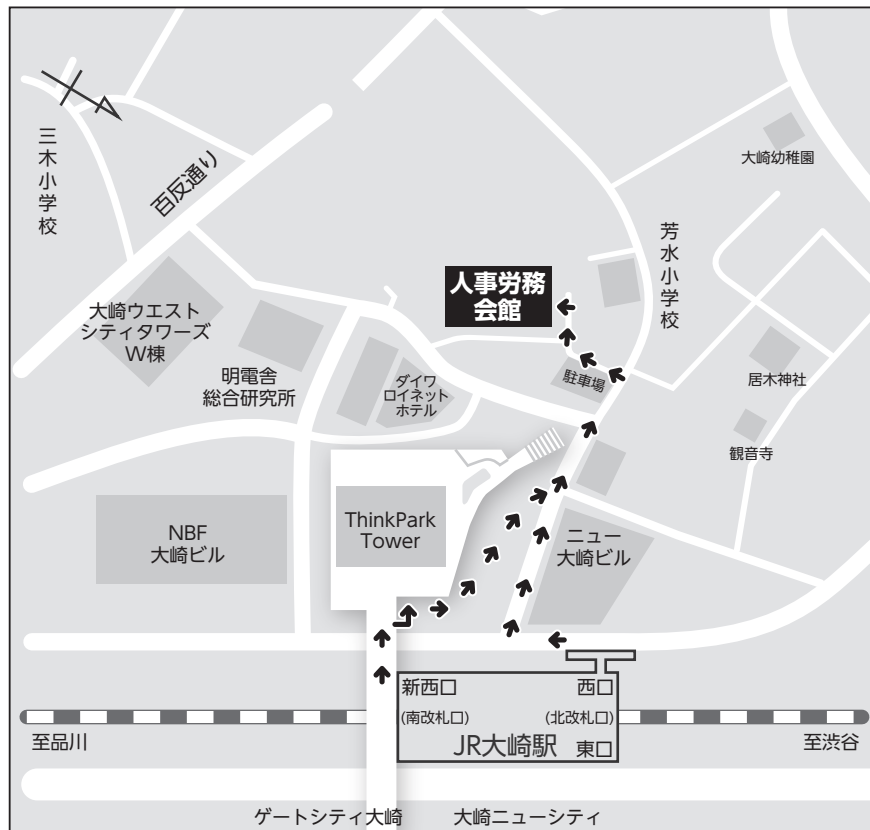 三木小学校
百反通り
大崎幼稚園
芳水小学校
人事労務
会館
大崎ウエスト
シティタワーズ
W棟
明電舎
総合研究所
ダイワ
ロイネット
ホテル
駐車場
居木神社
観音寺
NBF
大崎ビル
ThinkPark
Tower
ニュー
大崎ビル
新西口
西口
(南改札口)
(北改札口)
JR大崎駅
東口
至品川
至渋谷
ゲートシティ大崎
大崎ニューシティ